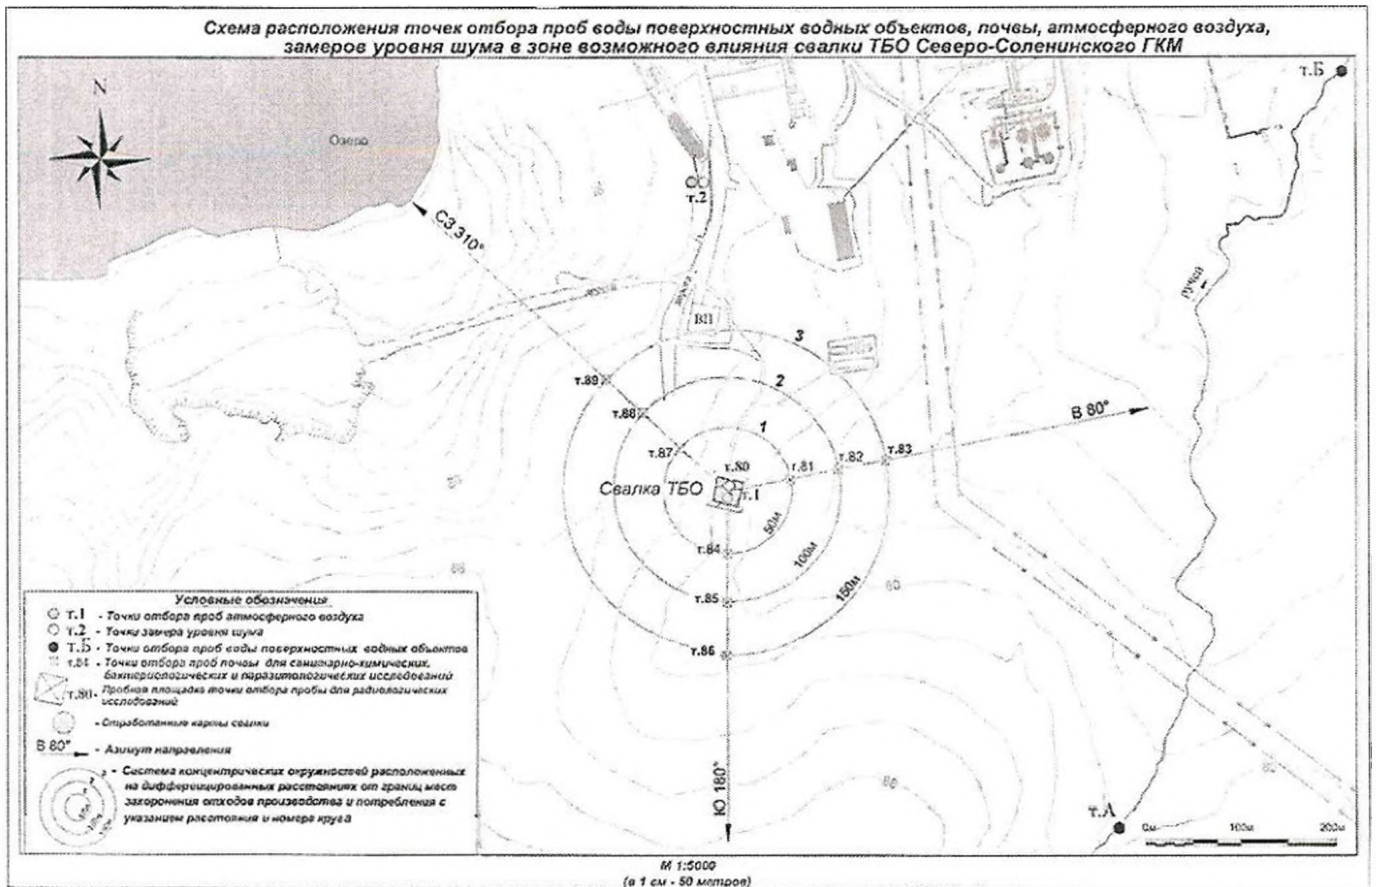 Схема расположения точек отбора проб воды поверхностных водных объектов, почвы, атмосферного воздуха,
замеров уровня шума в зоне возможного влияния свалки ТБО Северо-Соленинского ГКМ
т.Б
N
Озеро
т.2
СЗ 310°
ручей
ВП
3
т.89
2
В 80°
т.88
1
т.87
т.82
т.83
т.80
т.81
Свалка ТБО
т.1
50м
т.84
100м
150м
80
т.85
т.86
Ю 180°
т.А
0м 100м 200м
Условные обозначения
т.1 - Точки отбора проб атмосферного воздуха
т.2 - Точки замера уровня шума
т.Б - Точки отбора проб воды поверхностных водных объектов
т.81 - Точки отбора проб почвы для санитарно-химических,
бактериологических и паразитологических исследований
т.80 - Пробная площадка точки отбора пробы для радиологических
исследований
- Отработанные карты свалки
В 80° - Азимут направления
- Система концентрических окружностей расположенных
на дифференцированных расстояниях от границ мест
захоронения отходов производства и потребления с
указанием расстояния и номера круга
М 1:5000
(в 1 см - 50 метров)